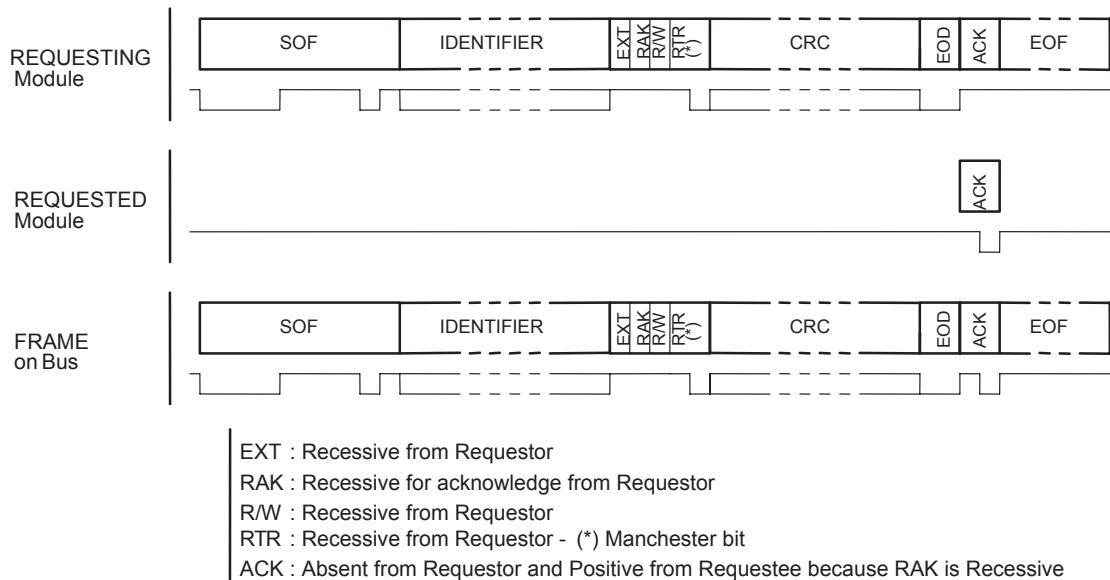 SOF IDENTIFIER EXT RAK R/W RTR (*) CRC EOD ACK EOF
REQUESTING
Module
ACK
REQUESTED
Module
SOF IDENTIFIER EXT RAK R/W RTR (*) CRC EOD ACK EOF
FRAME
on Bus
EXT : Recessive from Requestor
RAK : Recessive for acknowledge from Requestor
R/W : Recessive from Requestor
RTR : Recessive from Requestor - (*) Manchester bit
ACK : Absent from Requestor and Positive from Requestee because RAK is Recessive